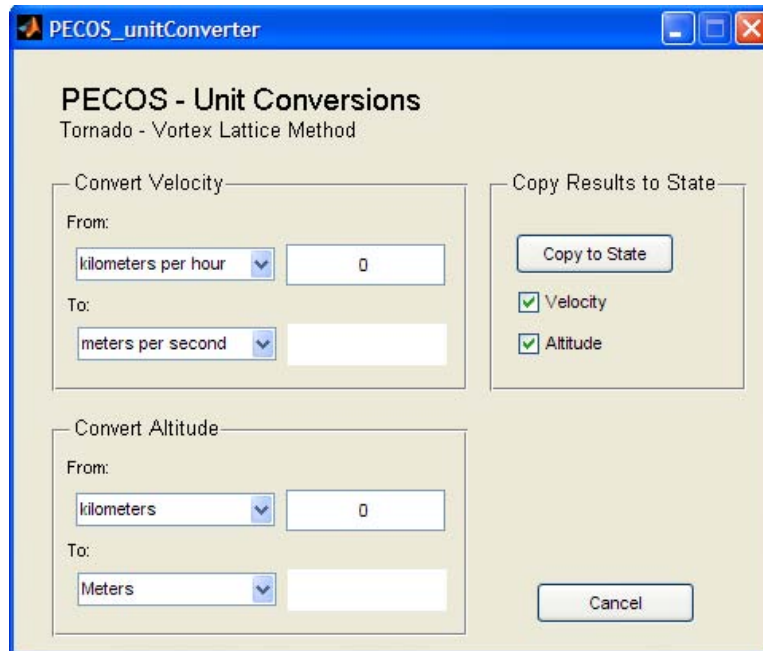 PECOS_unitConverter
PECOS - Unit Conversions
Tornado - Vortex Lattice Method
Convert Velocity
From:
kilometers per hour 0
To:
meters per second
Copy Results to State
Copy to State
Velocity
Altitude
Convert Altitude
From:
kilometers 0
To:
Meters
Cancel